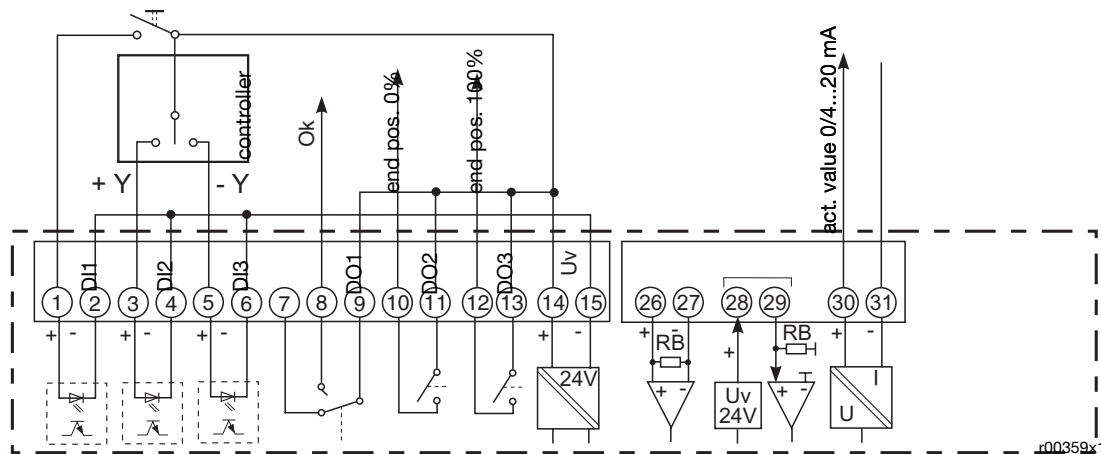 controller
+ Y
- Y
Ok
end pos. 0%
end pos. 100%
act. value 0/4...20 mA
DI1
DI2
DI3
DO1
DO2
DO3
Uv
1 2 3 4 5 6 7 8 9 10 11 12 13 14 15
26 27 28 29 30 31
+ - + - + - + -
+ - + + -
RB
RB
24V
+ -
Uv
24V
+ -
I
U
r00359x1